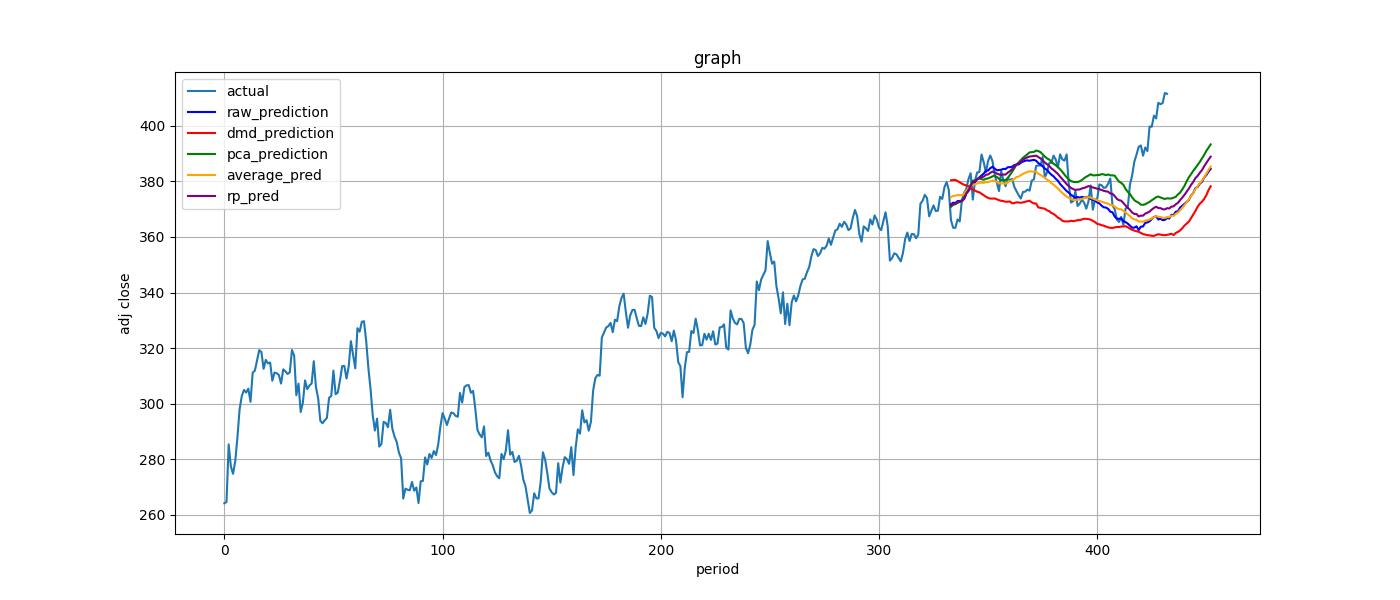 graph
actual
raw_prediction
dmd_prediction
pca_prediction
average_pred
rp_pred
adj close
400
380
360
340
320
300
280
260
0 100 200 300 400
period